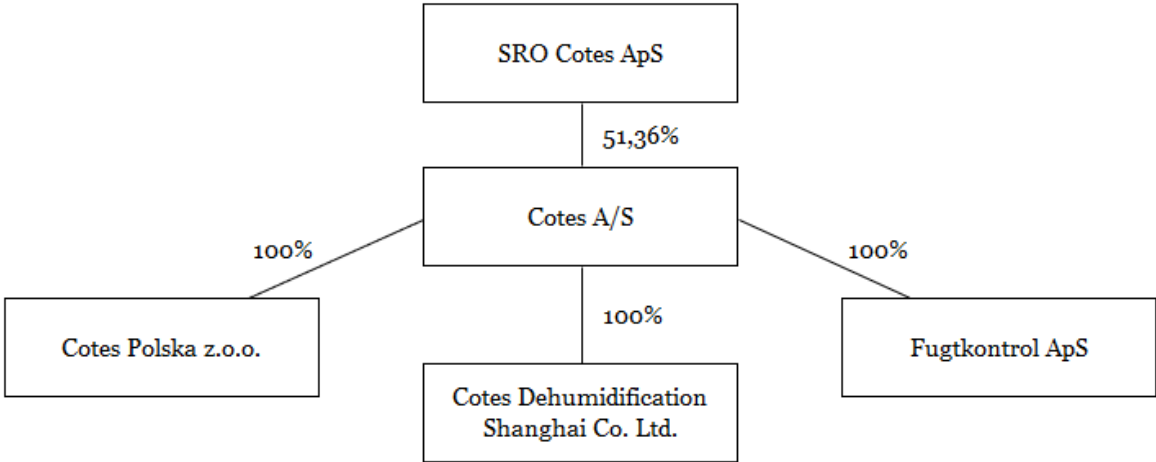 SRO Cotes ApS
51,36%
Cotes A/S
100%
100%
100%
Cotes Polska z.o.o.
Fugtkontrol ApS
Cotes Dehumidification
Shanghai Co. Ltd.